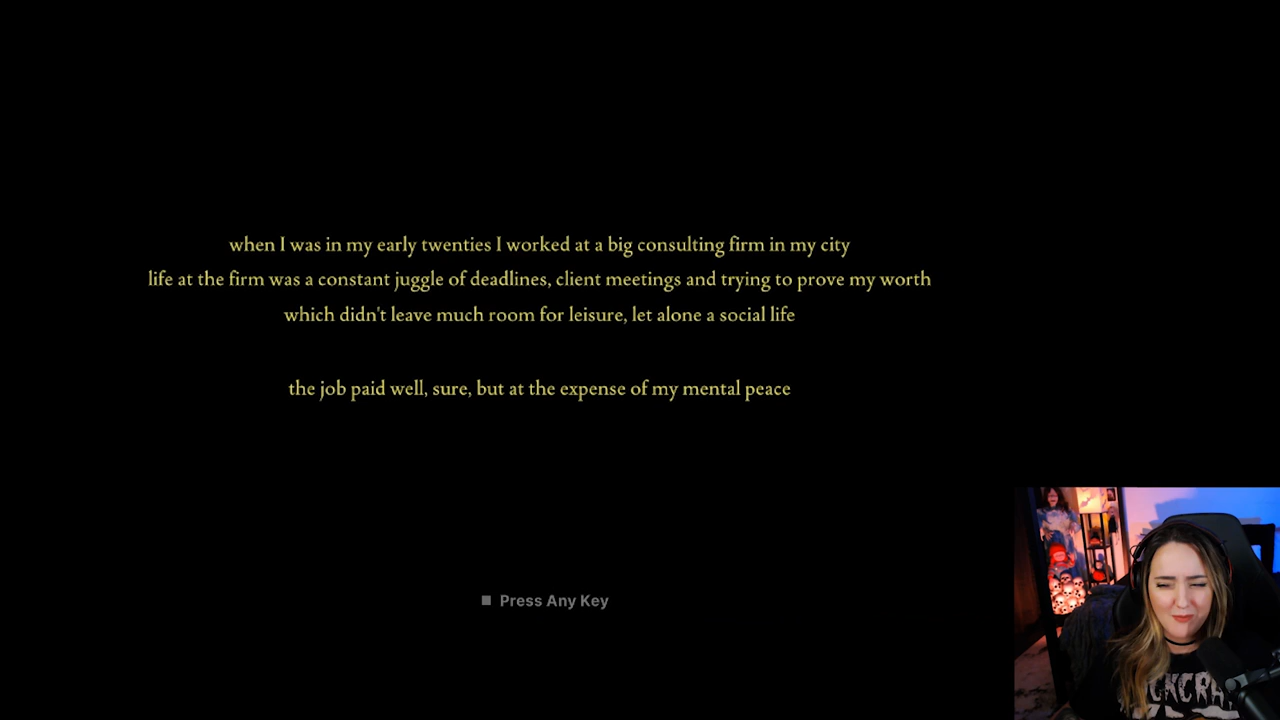 when I was in my early twenties I worked at a big consulting firm in my city
life at the firm was a constant juggle of deadlines, client meetings and trying to prove my worth
which didn't leave much room for leisure, let alone a social life
the job paid well, sure, but at the expense of my mental peace
Press Any Key